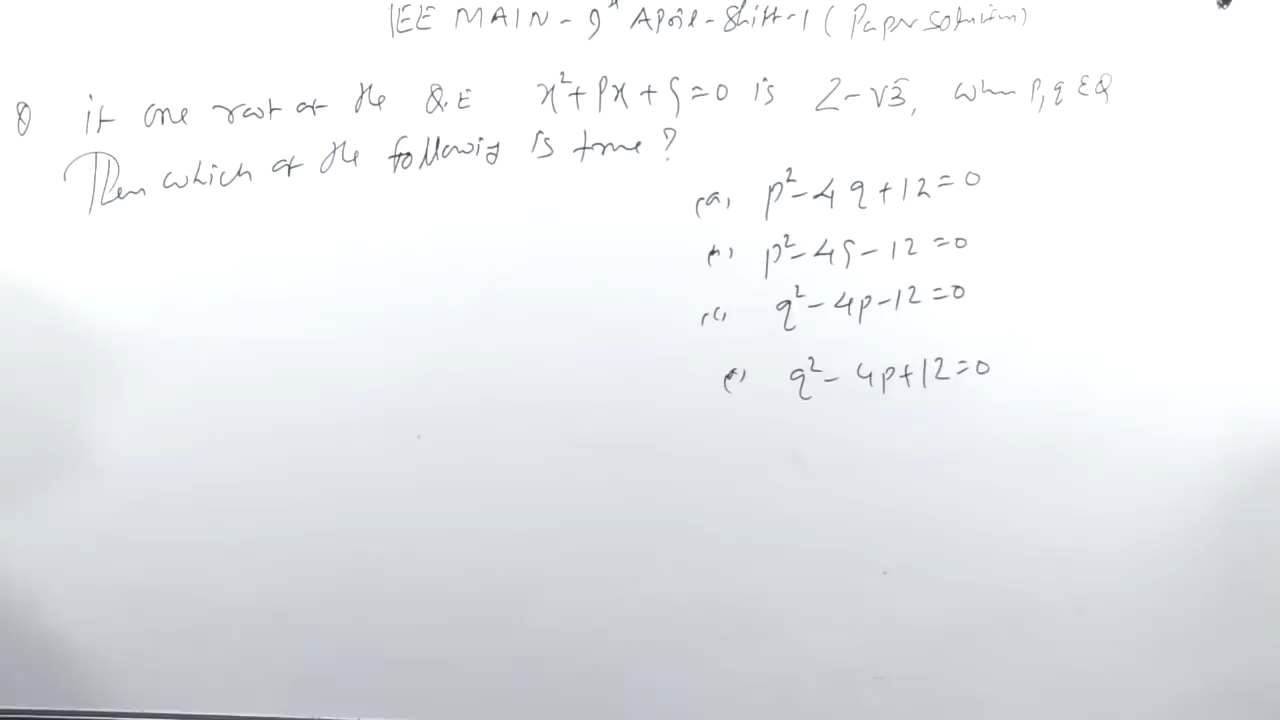 JEE MAIN - 9th April - Shift-1 ( Paper solution)
Q if one root of the Q.E x²+px+q=0 is 2-√3, when p,q ∈Q
Then which of the following is true ?
(a) p²-4q+12=0
(b) p²-4q-12=0
(c) q²-4p-12=0
q²-4p+12=0